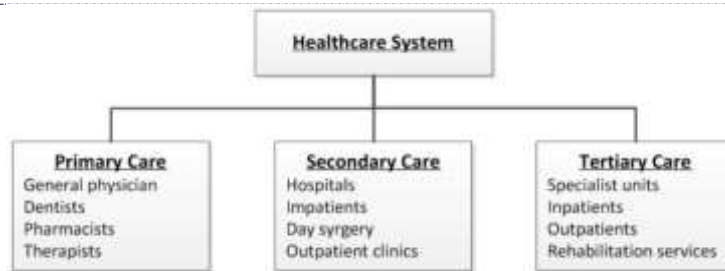 Healthcare System
Primary Care
General physician
Dentists
Pharmacists
Therapists
Secondary Care
Hospitals
Impatients
Day syrgery
Outpatient clinics
Tertiary Care
Specialist units
Inpatients
Outpatients
Rehabilitation services